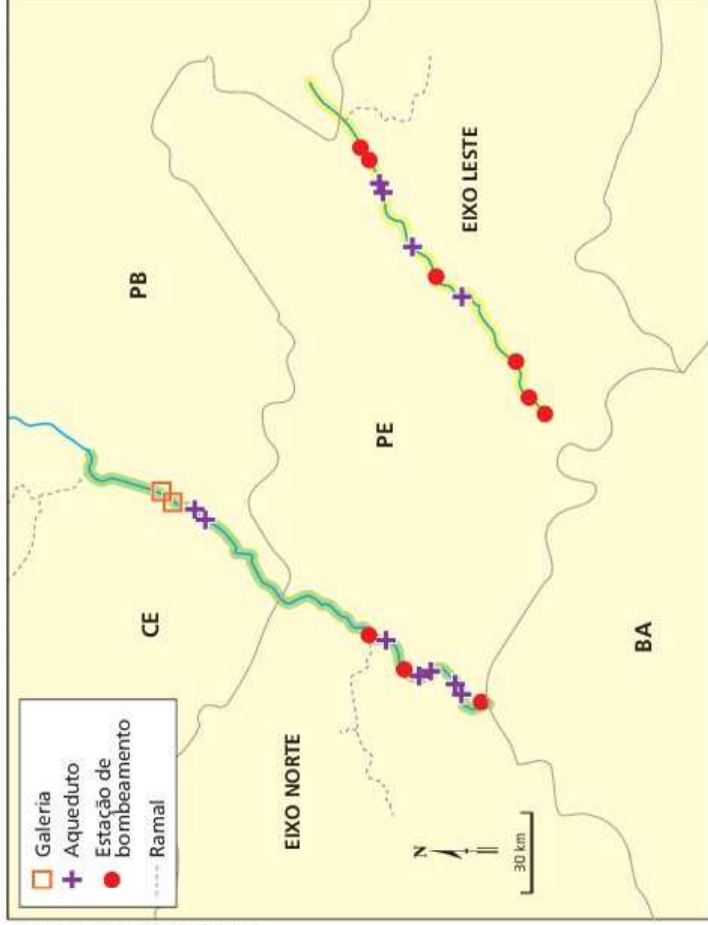 Galeria
Aqueduto
Estação de
bombeamento
Ramal
CE
PB
EIXO NORTE
PE
EIXO LESTE
BA
N
30 km